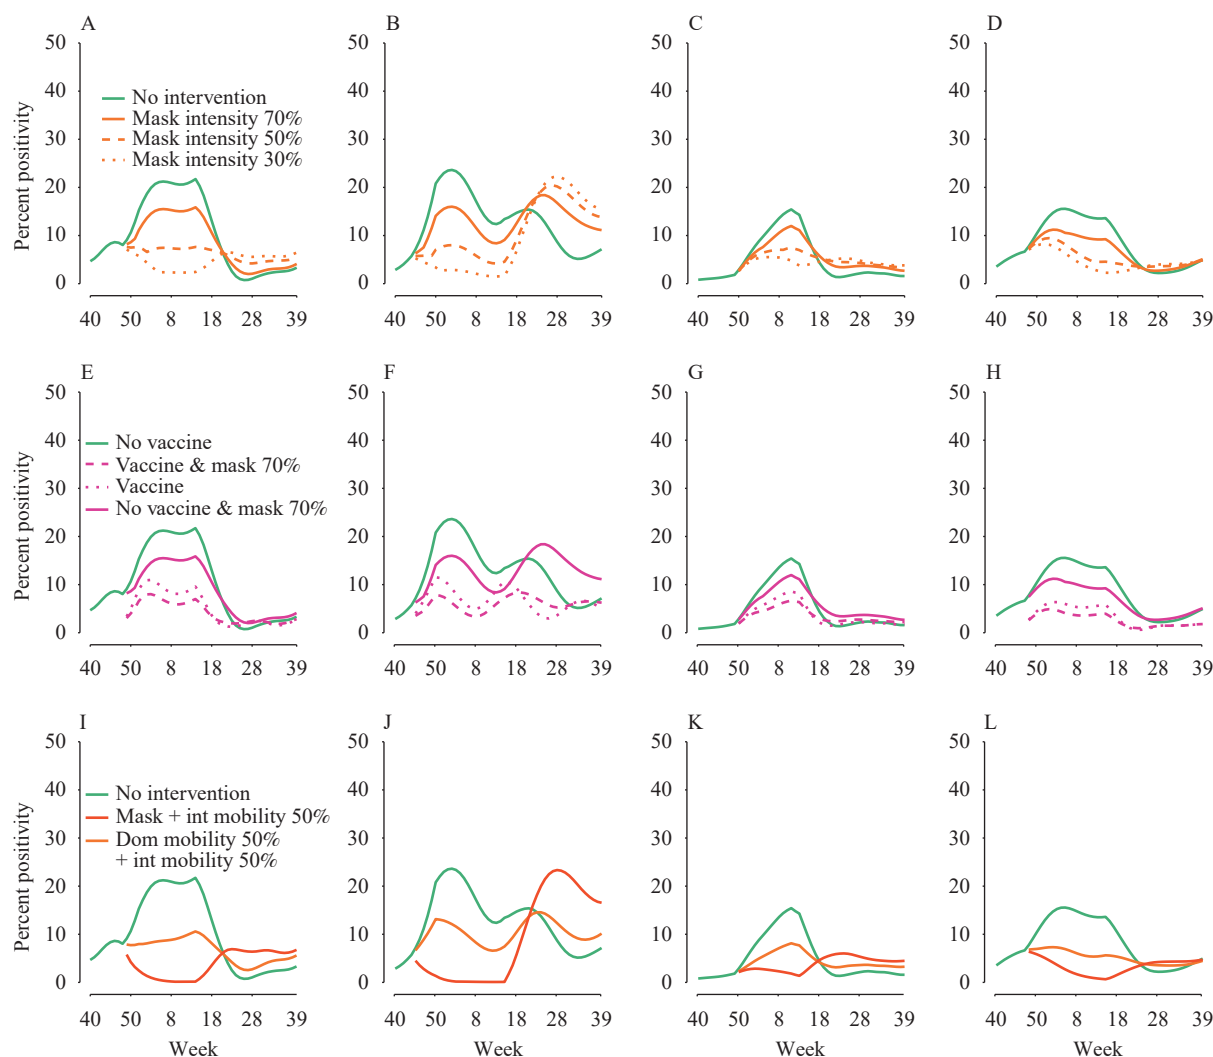 A
B
C
D
50
40
30
20
10
0
Percent positivity
No intervention
Mask intensity 70%
Mask intensity 50%
Mask intensity 30%
40 50 8 18 28 39
50
40
30
20
10
0
40 50 8 18 28 39
50
40
30
20
10
0
40 50 8 18 28 39
50
40
30
20
10
0
40 50 8 18 28 39
E
F
G
H
50
40
30
20
10
0
Percent positivity
No vaccine
Vaccine & mask 70%
Vaccine
No vaccine & mask 70%
40 50 8 18 28 39
50
40
30
20
10
0
40 50 8 18 28 39
50
40
30
20
10
0
40 50 8 18 28 39
50
40
30
20
10
0
40 50 8 18 28 39
I
J
K
L
50
40
30
20
10
0
Percent positivity
No intervention
Mask + int mobility 50%
Dom mobility 50%
+ int mobility 50%
40 50 8 18 28 39
Week
50
40
30
20
10
0
40 50 8 18 28 39
Week
50
40
30
20
10
0
40 50 8 18 28 39
Week
50
40
30
20
10
0
40 50 8 18 28 39
Week